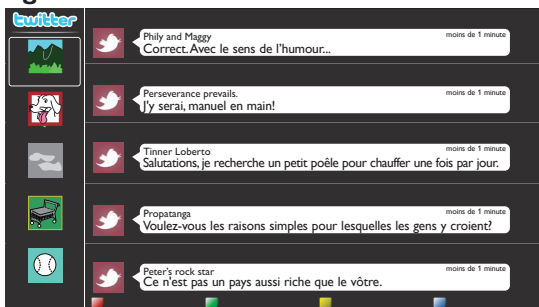 twitter
Phily and Maggy
moins de 1 minute
Correct. Avec le sens de l'humour...
Perseverance prevails.
moins de 1 minute
J'y serai, manuel en main!
Tinner Loberto
moins de 1 minute
Salutations, je recherche un petit poêle pour chauffer une fois par jour.
Propatanga
moins de 1 minute
Voulez-vous les raisons simples pour lesquelles les gens y croient?
Peter's rock star
moins de 1 minute
Ce n'est pas un pays aussi riche que le vôtre.